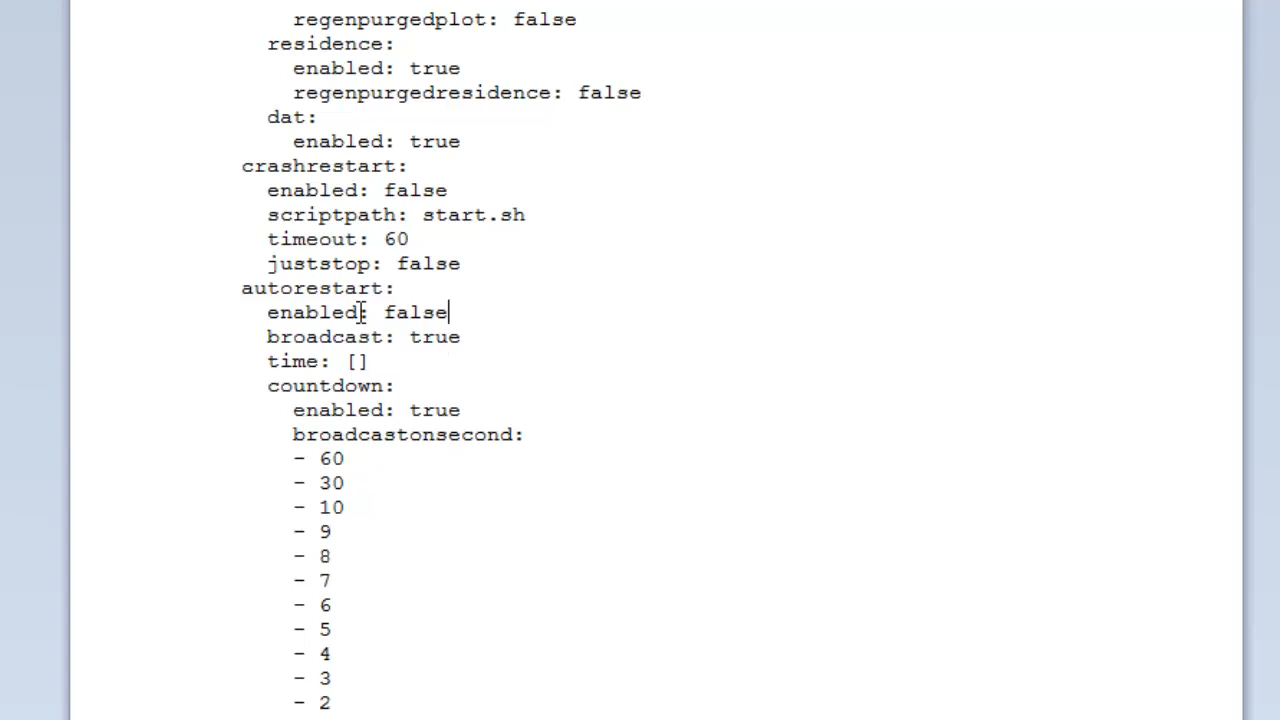 regenpurgedplot: false
residence:
enabled: true
regenpurgedresidence: false
dat:
enabled: true
crashrestart:
enabled: false
scriptpath: start.sh
timeout: 60
juststop: false
autorestart:
enabled: false
broadcast: true
time: []
countdown:
enabled: true
broadcastonsecond:
- 60
- 30
- 10
- 9
- 8
- 7
- 6
- 5
- 4
- 3
- 2